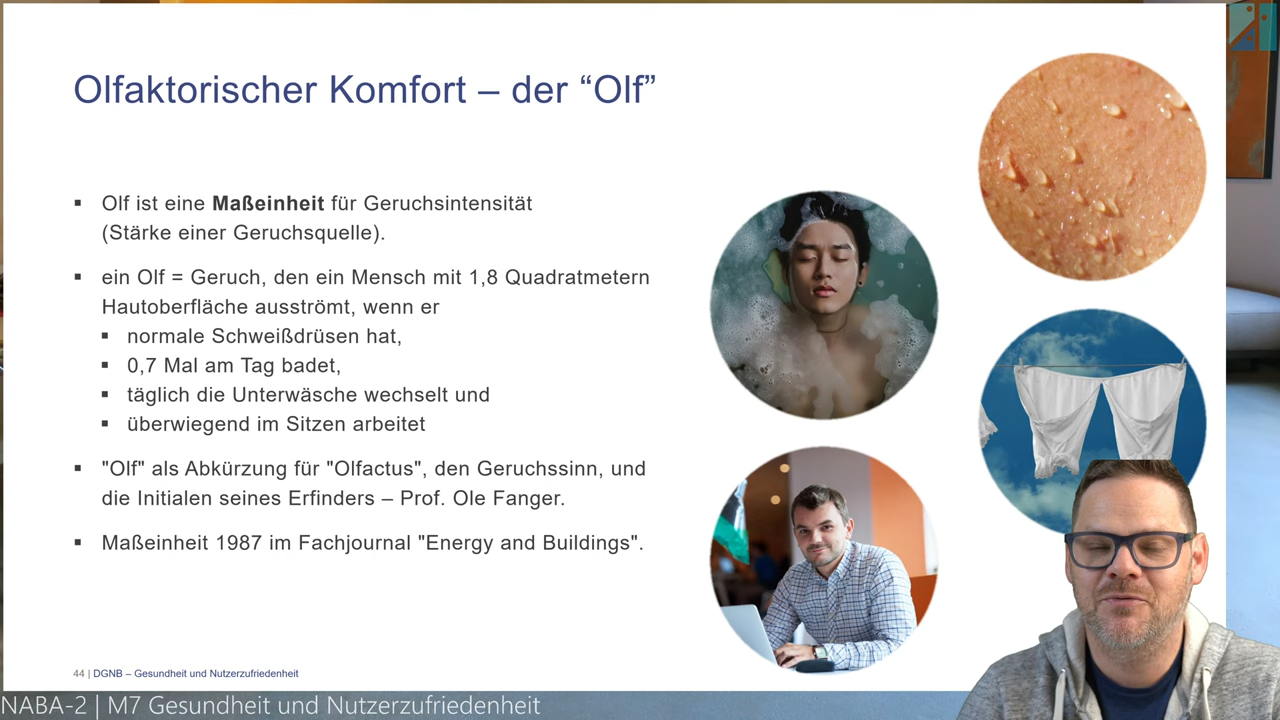 Olfaktorischer Komfort – der “Olf”
▪ Olf ist eine Maßeinheit für Geruchsintensität
(Stärke einer Geruchsquelle).
▪ ein Olf = Geruch, den ein Mensch mit 1,8 Quadratmetern
Hautoberfläche ausströmt, wenn er
▪ normale Schweißdrüsen hat,
▪ 0,7 Mal am Tag badet,
▪ täglich die Unterwäsche wechselt und
▪ überwiegend im Sitzen arbeitet
▪ "Olf" als Abkürzung für "Olfactus", den Geruchssinn, und
die Initialen seines Erfinders – Prof. Ole Fanger.
▪ Maßeinheit 1987 im Fachjournal "Energy and Buildings".
44 | DGNB – Gesundheit und Nutzerzufriedenheit
NABA-2 | M7 Gesundheit und Nutzerzufriedenheit